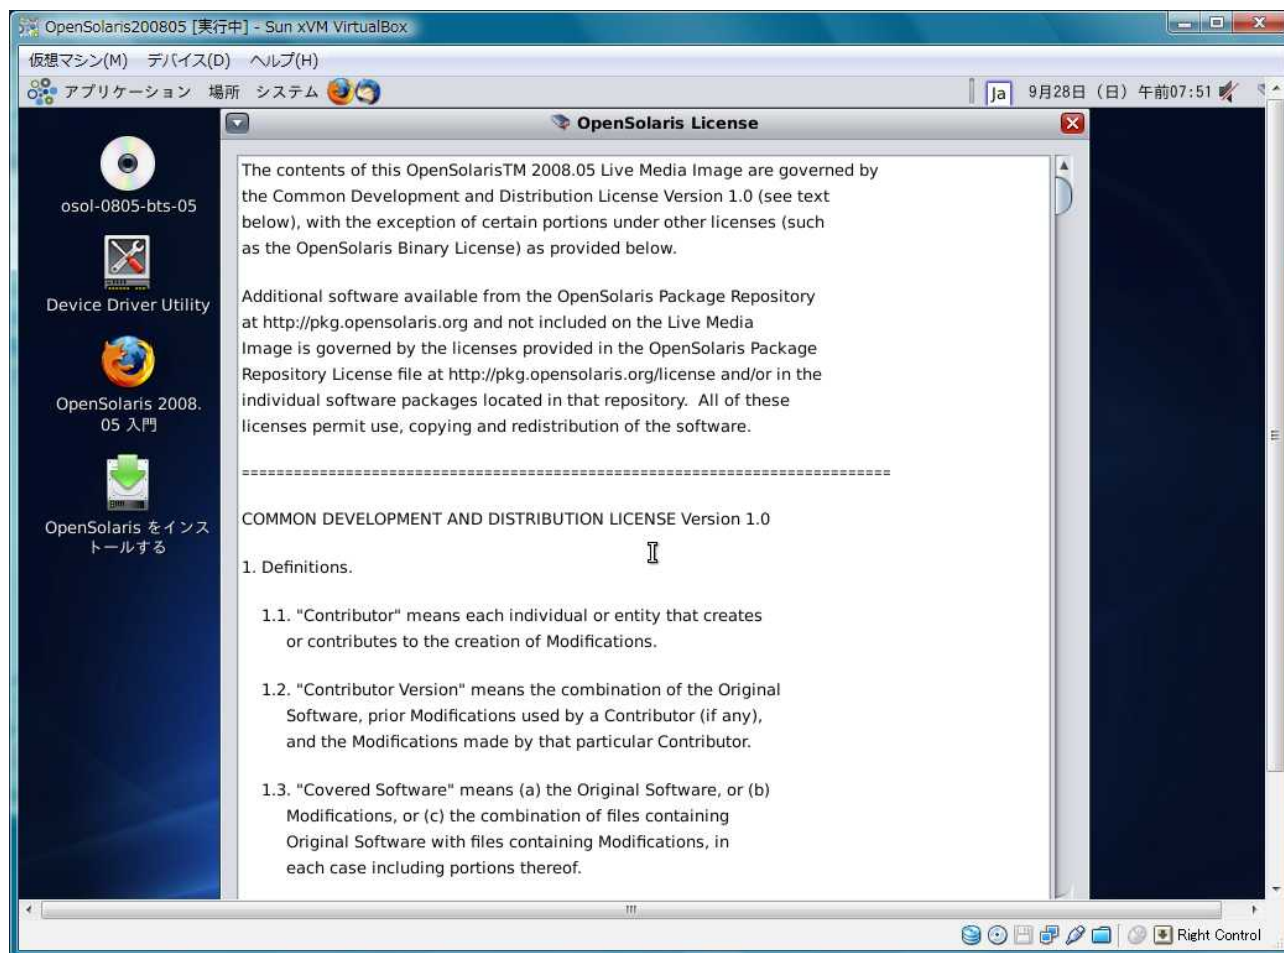 OpenSolaris200805 [実行中] - Sun xVM VirtualBox
仮想マシン(M) デバイス(D) ヘルプ(H)
アプリケーション 場所 システム
Ja 9月28日 (日) 午前07:51
osol-0805-bts-05
Device Driver Utility
OpenSolaris 2008.
05 入門
OpenSolaris をインス
トールする
OpenSolaris License
The contents of this OpenSolarisTM 2008.05 Live Media Image are governed by
the Common Development and Distribution License Version 1.0 (see text
below), with the exception of certain portions under other licenses (such
as the OpenSolaris Binary License) as provided below.
Additional software available from the OpenSolaris Package Repository
at http://pkg.opensolaris.org and not included on the Live Media
Image is governed by the licenses provided in the OpenSolaris Package
Repository License file at http://pkg.opensolaris.org/license and/or in the
individual software packages located in that repository.  All of these
licenses permit use, copying and redistribution of the software.
===========================================================================
COMMON DEVELOPMENT AND DISTRIBUTION LICENSE Version 1.0
1. Definitions.
1.1. "Contributor" means each individual or entity that creates
or contributes to the creation of Modifications.
1.2. "Contributor Version" means the combination of the Original
Software, prior Modifications used by a Contributor (if any),
and the Modifications made by that particular Contributor.
1.3. "Covered Software" means (a) the Original Software, or (b)
Modifications, or (c) the combination of files containing
Original Software with files containing Modifications, in
each case including portions thereof.
Right Control